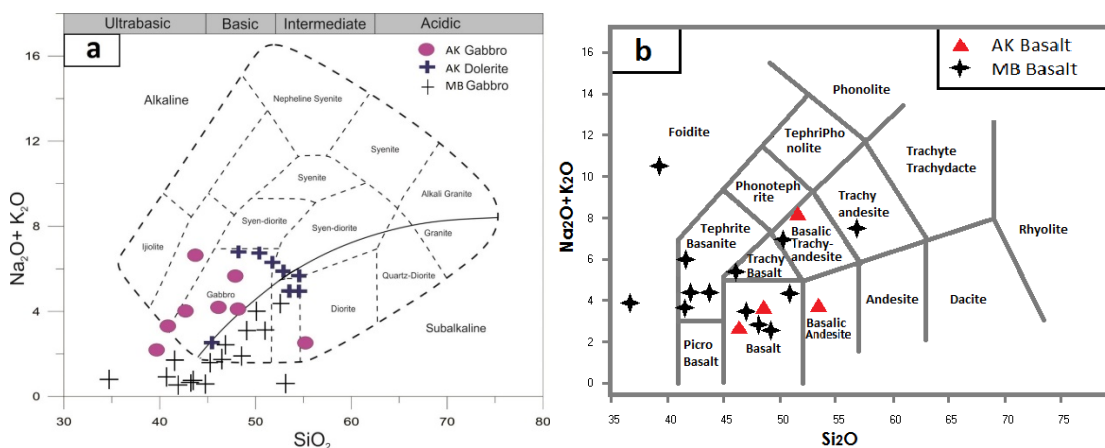 Ultrabasic Basic Intermediate Acidic
a
AK Gabbro
AK Dolerite
MB Gabbro
16
12
8
4
0
Na₂O+ K₂O
Alkaline
Nepheline Syenite
Syenite
Syenite
Alkali Granite
Syen-diorite
Syen-diorite
Granite
Ijiolite
Quartz-Diorite
Gabbro
Diorite
Subalkaline
30 40 50 60 70 80
SiO₂
b
AK Basalt
MB Basalt
16
14
12
10
8
6
4
2
0
Na₂O+K₂O
Phonolite
Foidite
TephriPho
nolite
Trachyte
Trachydacte
Phonoteph
rite
Trachy
andesite
Tephrite
Basanite
Basalic
Trachy-
andesite
Rhyolite
Trachy
Basalt
Andesite
Dacite
Basalic
Andesite
Picro
Basalt
Basalt
35 40 45 50 55 60 65 70 75
Si2O